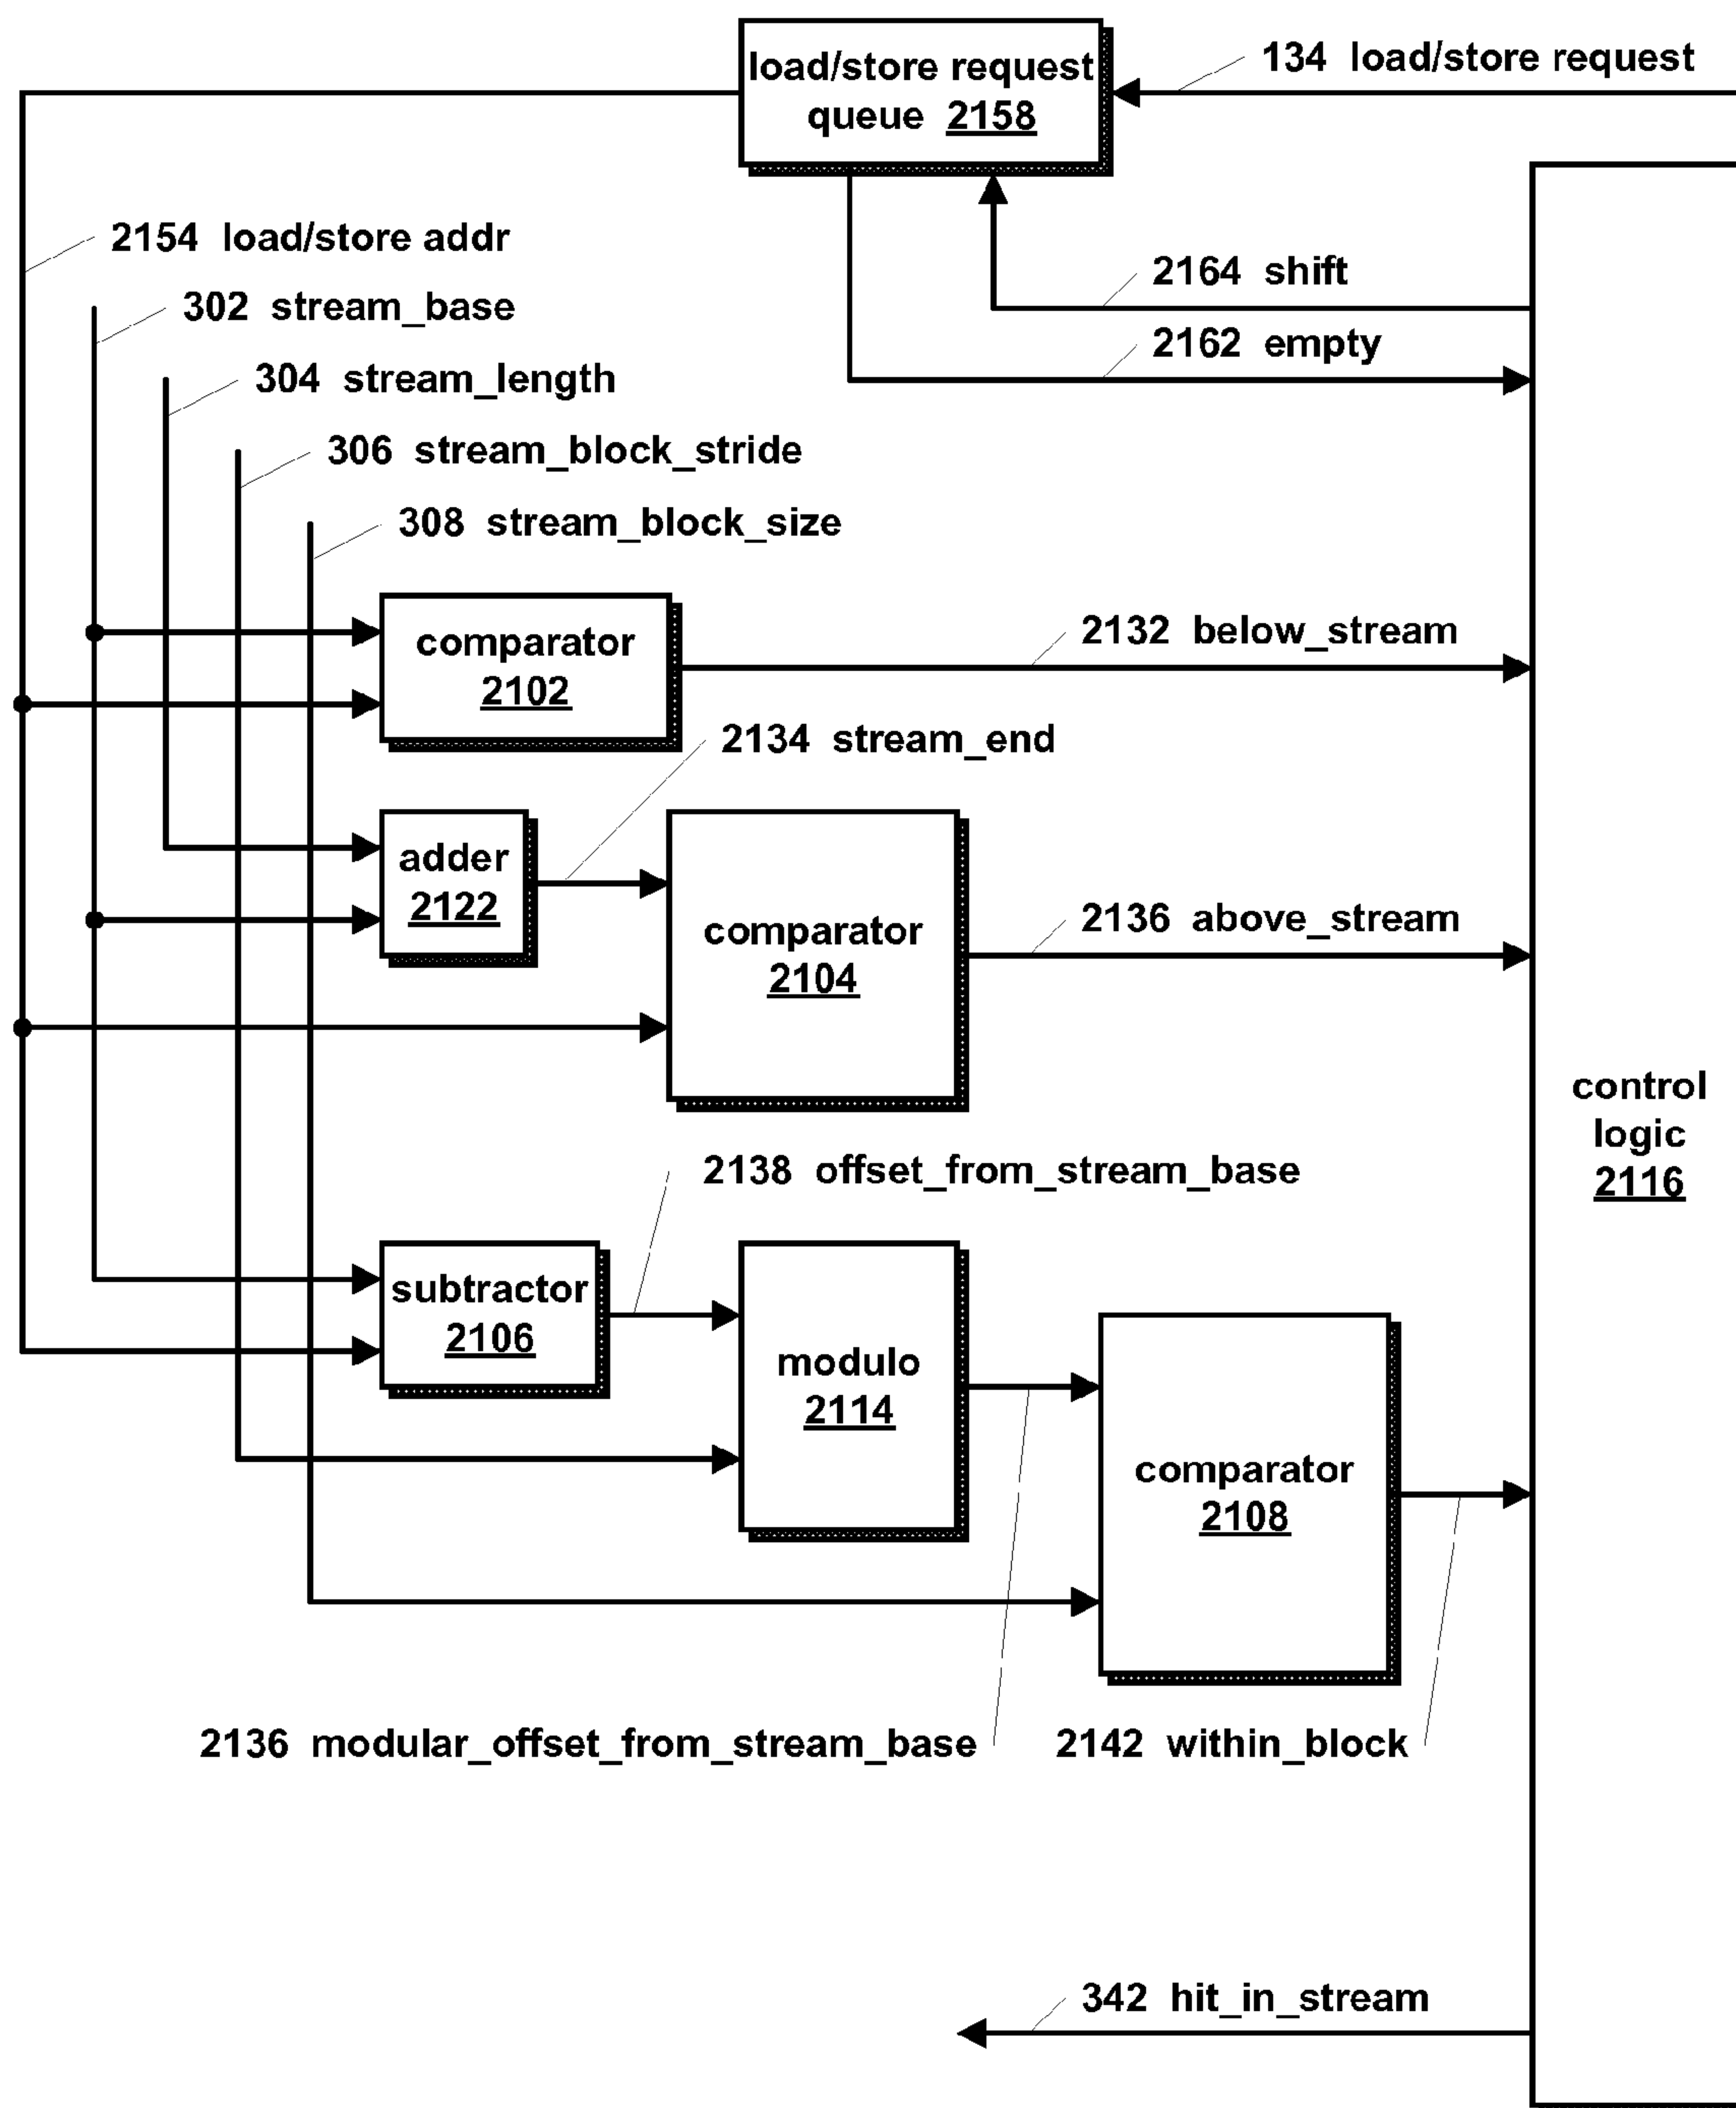 load/store request
queue 2158
134 load/store request
2154 load/store addr
302 stream_base
2164 shift
304 stream_length
2162 empty
306 stream_block_stride
308 stream_block_size
comparator
2102
2132 below_stream
2134 stream_end
adder
2122
comparator
2104
2136 above_stream
control
logic
2116
2138 offset_from_stream_base
subtractor
2106
modulo
2114
comparator
2108
2136 modular_offset_from_stream_base
2142 within_block
342 hit_in_stream